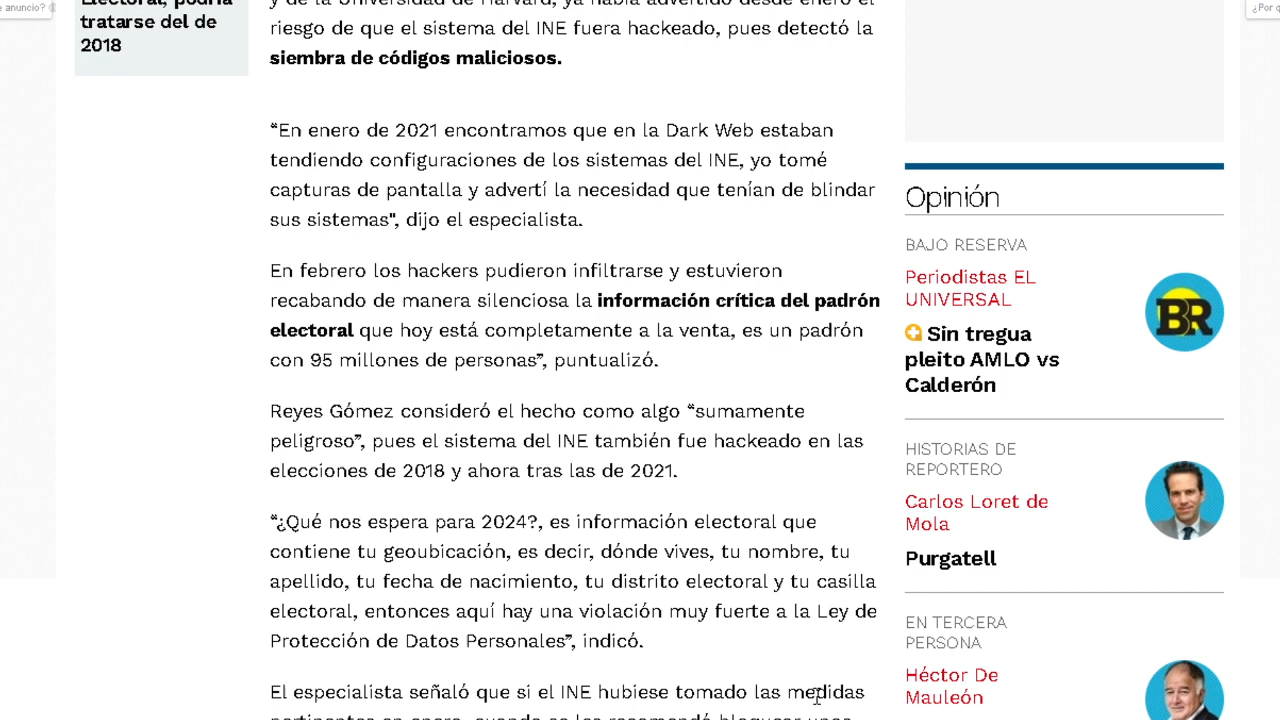 e anuncio?
¿Por q
Electoral, podría
tratarse del de
2018
y de la Universidad de Harvard, ya había advertido desde enero el
riesgo de que el sistema del INE fuera hackeado, pues detectó la
siembra de códigos maliciosos.
“En enero de 2021 encontramos que en la Dark Web estaban
tendiendo configuraciones de los sistemas del INE, yo tomé
capturas de pantalla y advertí la necesidad que tenían de blindar
sus sistemas", dijo el especialista.
En febrero los hackers pudieron infiltrarse y estuvieron
recabando de manera silenciosa la información crítica del padrón
electoral que hoy está completamente a la venta, es un padrón
con 95 millones de personas”, puntualizó.
Reyes Gómez consideró el hecho como algo “sumamente
peligroso”, pues el sistema del INE también fue hackeado en las
elecciones de 2018 y ahora tras las de 2021.
“¿Qué nos espera para 2024?, es información electoral que
contiene tu geoubicación, es decir, dónde vives, tu nombre, tu
apellido, tu fecha de nacimiento, tu distrito electoral y tu casilla
electoral, entonces aquí hay una violación muy fuerte a la Ley de
Protección de Datos Personales”, indicó.
El especialista señaló que si el INE hubiese tomado las medidas
pertinentes en enero, cuando se les recomendó bloquear unos
Opinión
BAJO RESERVA
Periodistas EL
UNIVERSAL
Sin tregua
pleito AMLO vs
Calderón
BR
HISTORIAS DE
REPORTERO
Carlos Loret de
Mola
Purgatell
EN TERCERA
PERSONA
Héctor De
Mauleón